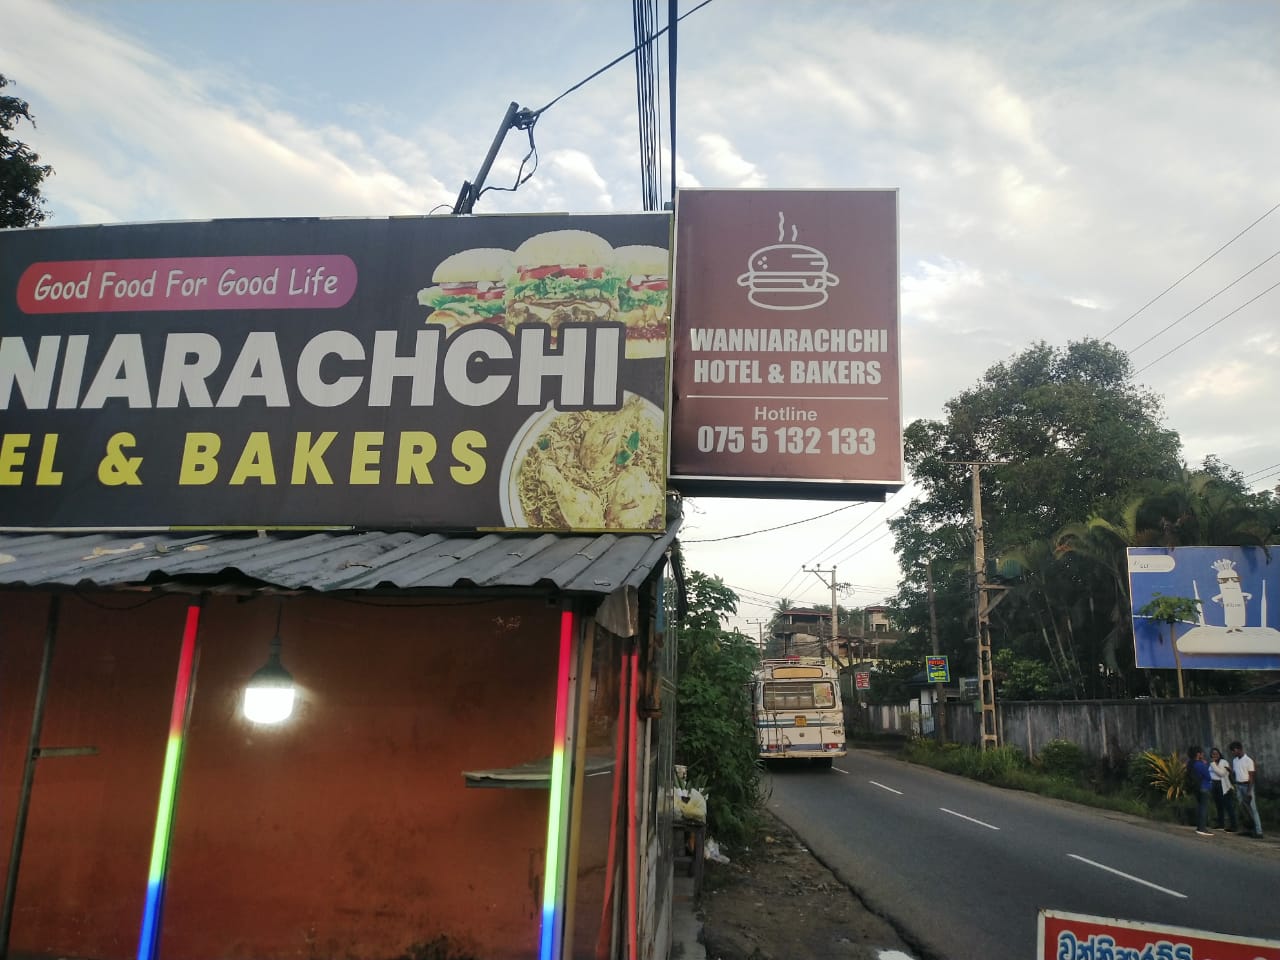 Good Food For Good Life
NIARACHCHI
EL & BAKERS
WANNIARACHCHI
HOTEL & BAKERS
Hotline
075 5 132 133